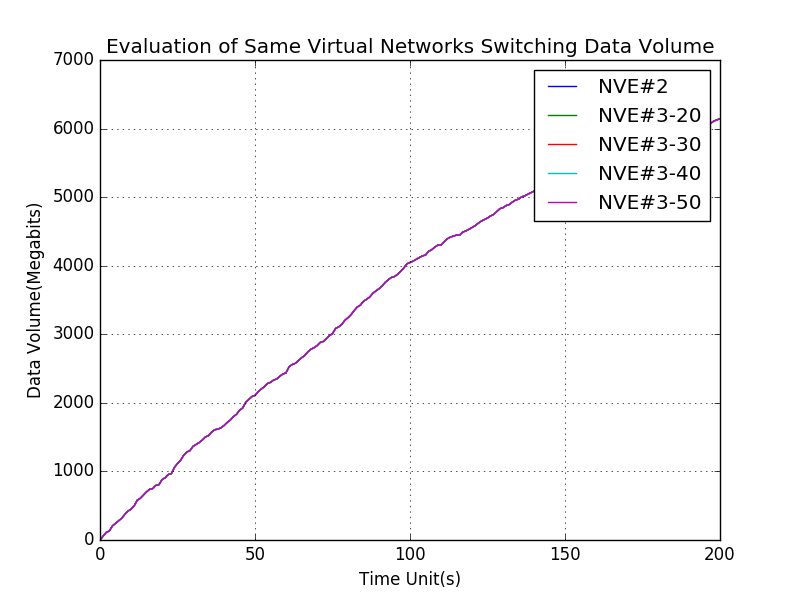 Evaluation of Same Virtual Networks Switching Data Volume
7000
6000
5000
4000
3000
2000
1000
0
Data Volume(Megabits)
NVE#2
NVE#3-20
NVE#3-30
NVE#3-40
NVE#3-50
0 50 100 150 200
Time Unit(s)